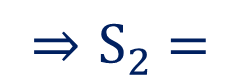 ⇒ S₂ =